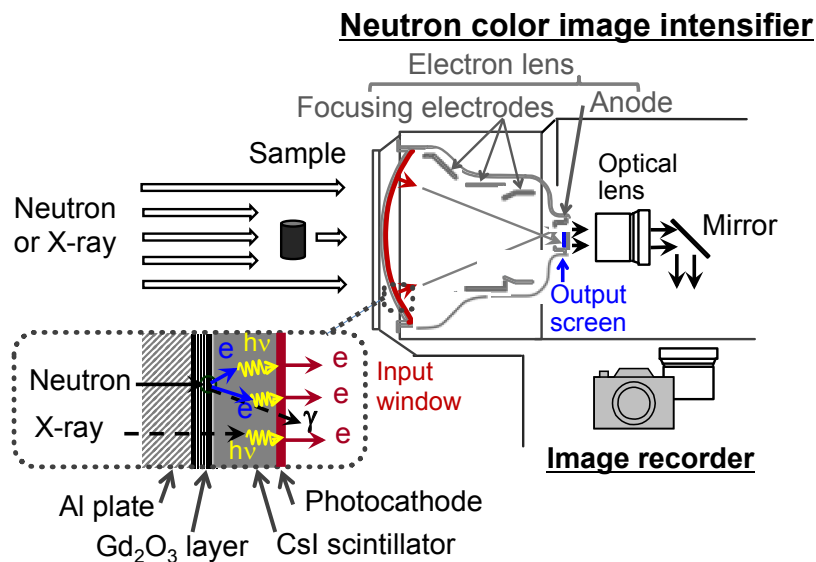 Neutron color image intensifier
Electron lens
Focusing electrodes
Anode
Sample
Optical
lens
Neutron
or X-ray
Mirror
Output
screen
Input
window
hν
e
e
Neutron
e
e
γ
X-ray
hν
e
Image recorder
Photocathode
Al plate
Gd₂O₃ layer
CsI scintillator